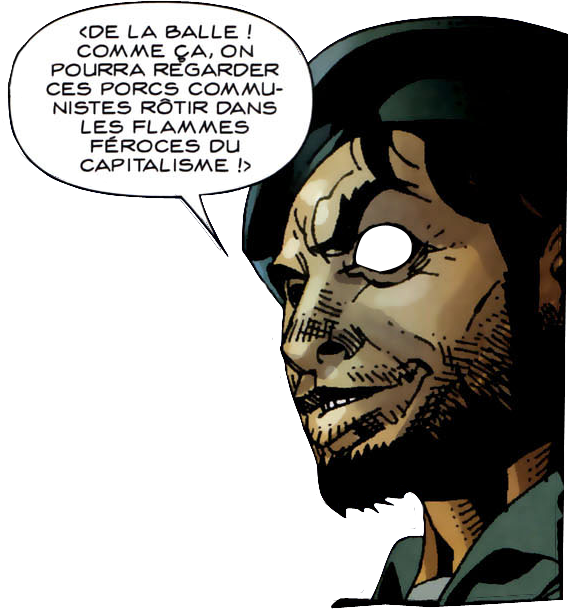 <DE LA BALLE !
COMME ÇA, ON
POURRA REGARDER
CES PORCS COMMU-
NISTES RÔTIR DANS
LES FLAMMES
FÉROCES DU
CAPITALISME !>